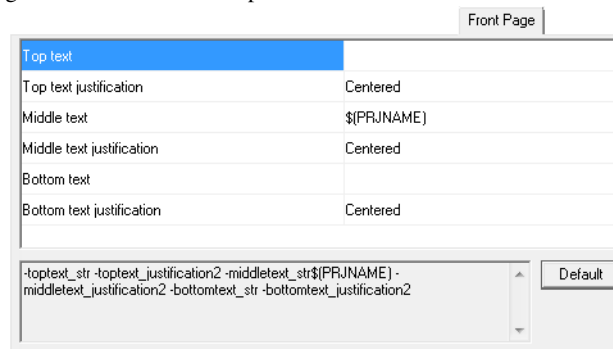 Front Page
Top text
Top text justification Centered
Middle text $(PRJNAME)
Middle text justification Centered
Bottom text
Bottom text justification Centered
-toptext_str -toptext_justification2 -middletext_str$(PRJNAME) -
middletext_justification2 -bottomtext_str -bottomtext_justification2
Default